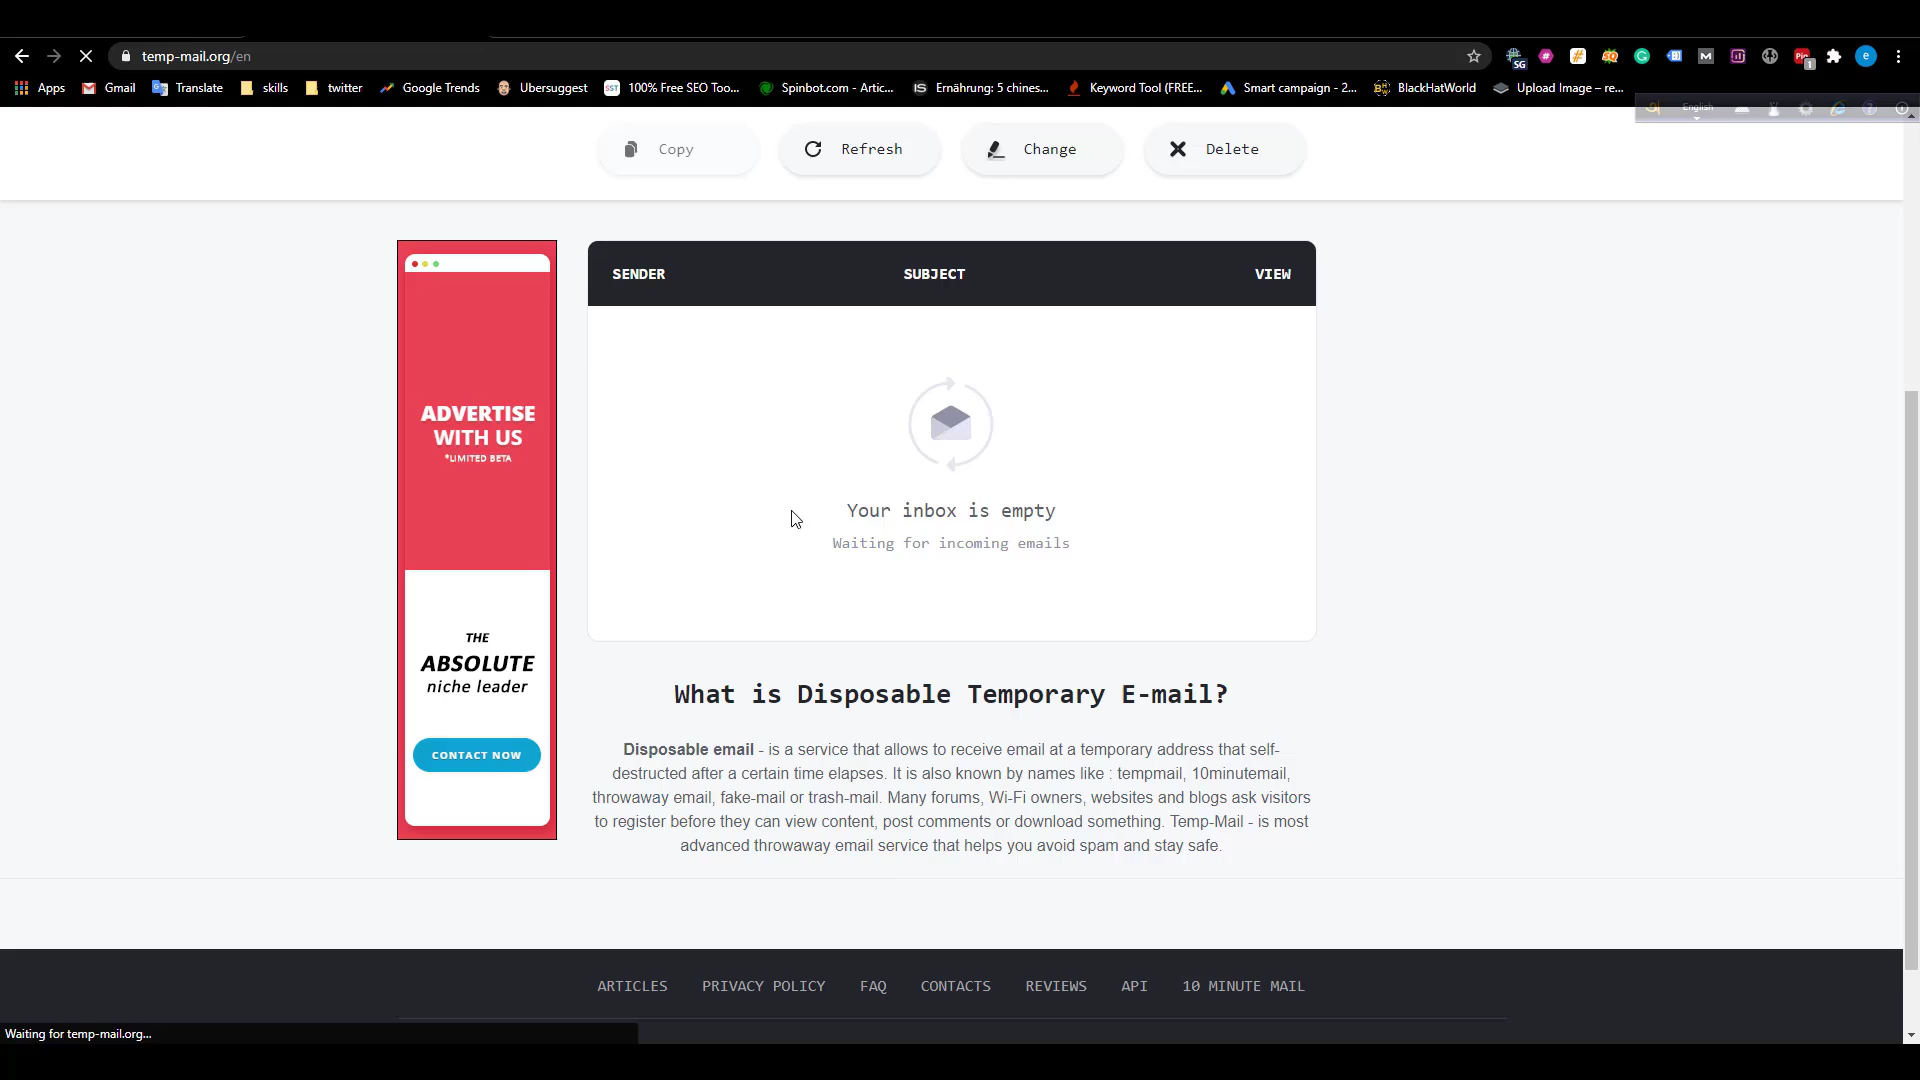 temp-mail.org/en
SG
1
e
Apps
Gmail
Translate
skills
twitter
Google Trends
Ubersuggest
100% Free SEO Too...
Spinbot.com - Artic...
Ernährung: 5 chines...
Keyword Tool (FREE...
Smart campaign - 2...
BlackHatWorld
Upload Image – re...
English
Copy
Refresh
Change
Delete
SENDER
SUBJECT
VIEW
ADVERTISE
WITH US
*LIMITED BETA
THE
ABSOLUTE
niche leader
CONTACT NOW
Your inbox is empty
Waiting for incoming emails
What is Disposable Temporary E-mail?
Disposable email - is a service that allows to receive email at a temporary address that self-
destructed after a certain time elapses. It is also known by names like : tempmail, 10minutemail,
throwaway email, fake-mail or trash-mail. Many forums, Wi-Fi owners, websites and blogs ask visitors
to register before they can view content, post comments or download something. Temp-Mail - is most
advanced throwaway email service that helps you avoid spam and stay safe.
ARTICLES
PRIVACY POLICY
FAQ
CONTACTS
REVIEWS
API
10 MINUTE MAIL
Waiting for temp-mail.org...